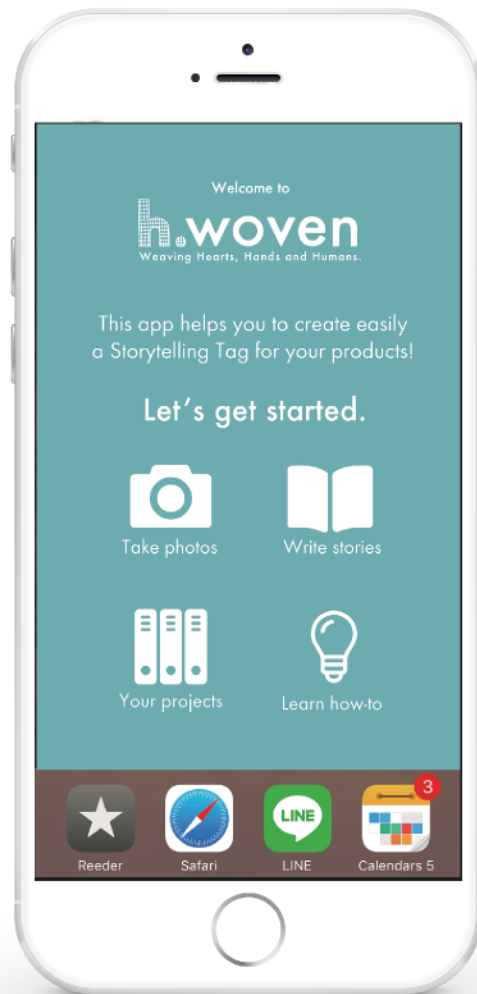 Welcome to
h.woven
Weaving Hearts, Hands and Humans.
This app helps you to create easily
a Storytelling Tag for your products!
Let's get started.
Take photos
Write stories
Your projects
Learn how-to
3
LINE
Reeder
Safari
LINE
Calendars 5